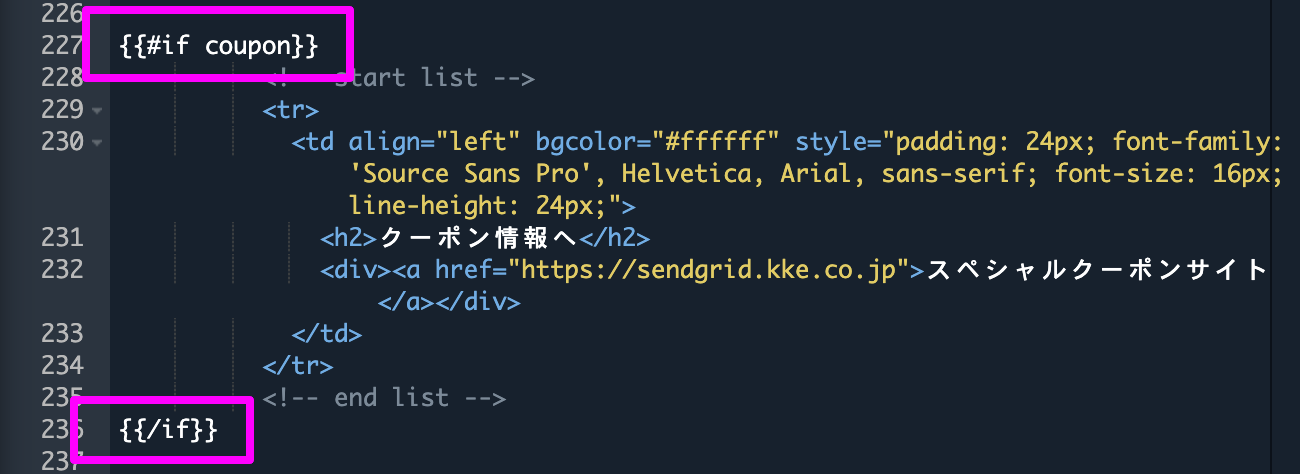 226
227 {{#if coupon}}
228 <!-- start list -->
229 <tr>
230 <td align="left" bgcolor="#ffffff" style="padding: 24px; font-family:
'Source Sans Pro', Helvetica, Arial, sans-serif; font-size: 16px;
line-height: 24px;">
231 <h2>クーポン情報へ</h2>
232 <div><a href="https://sendgrid.kke.co.jp">スペシャルクーポンサイト
</a></div>
233 </td>
234 </tr>
235 <!-- end list -->
236 {{/if}}
237